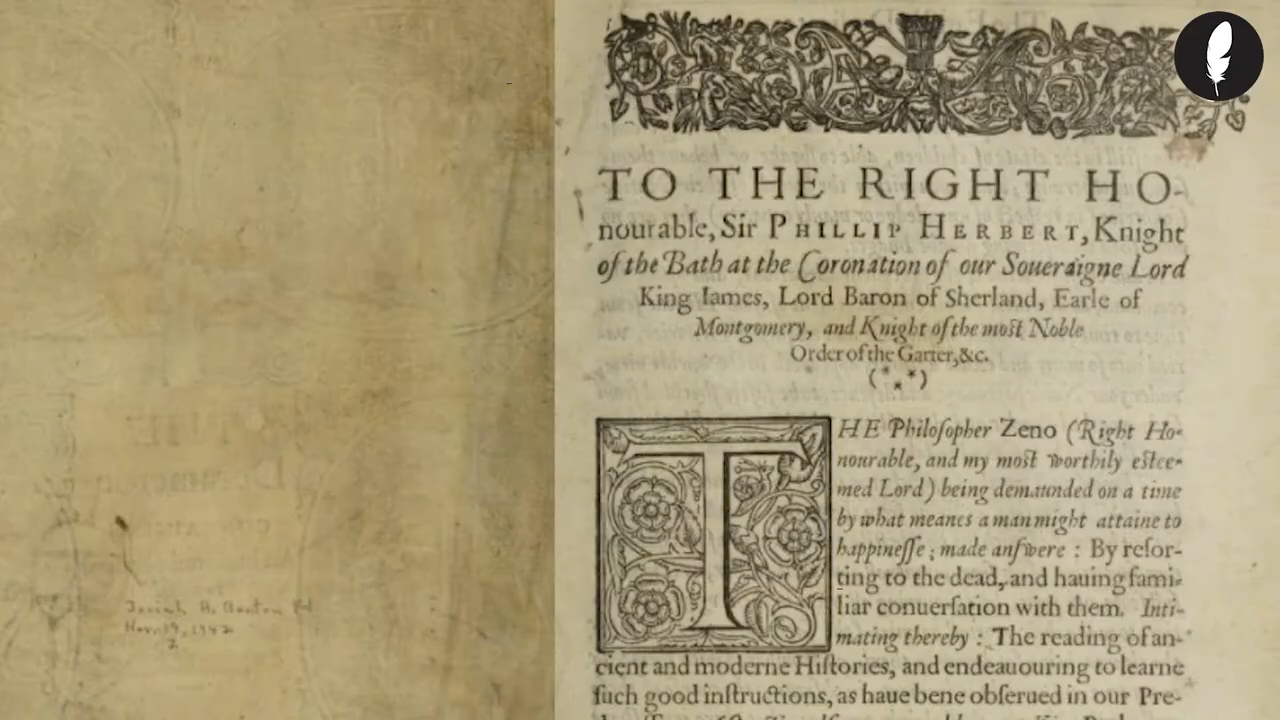 TO THE RIGHT HO-
nourable, Sir PHILLIP HERBERT, Knight
of the Bath at the Coronation of our Soueraigne Lord
King Iames, Lord Baron of Sherland, Earle of
Montgomery, and Knight of the moſt Noble
Order of the Garter, &c.
(***)
THE Philoſopher Zeno (Right Ho-
nourable, and my moſt worthily eſtee-
med Lord) being demaunded on a time
by what meanes a man might attaine to
happineſſe; made anſwere : By reſor-
ting to the dead, and hauing fami-
liar conuerſation with them. Inti-
mating thereby : The reading of an-
cient and moderne Hiſtories, and endeauouring to learne
ſuch good inſtructions, as haue bene obſerued in our Pre-
Nov. 19, 1942
2